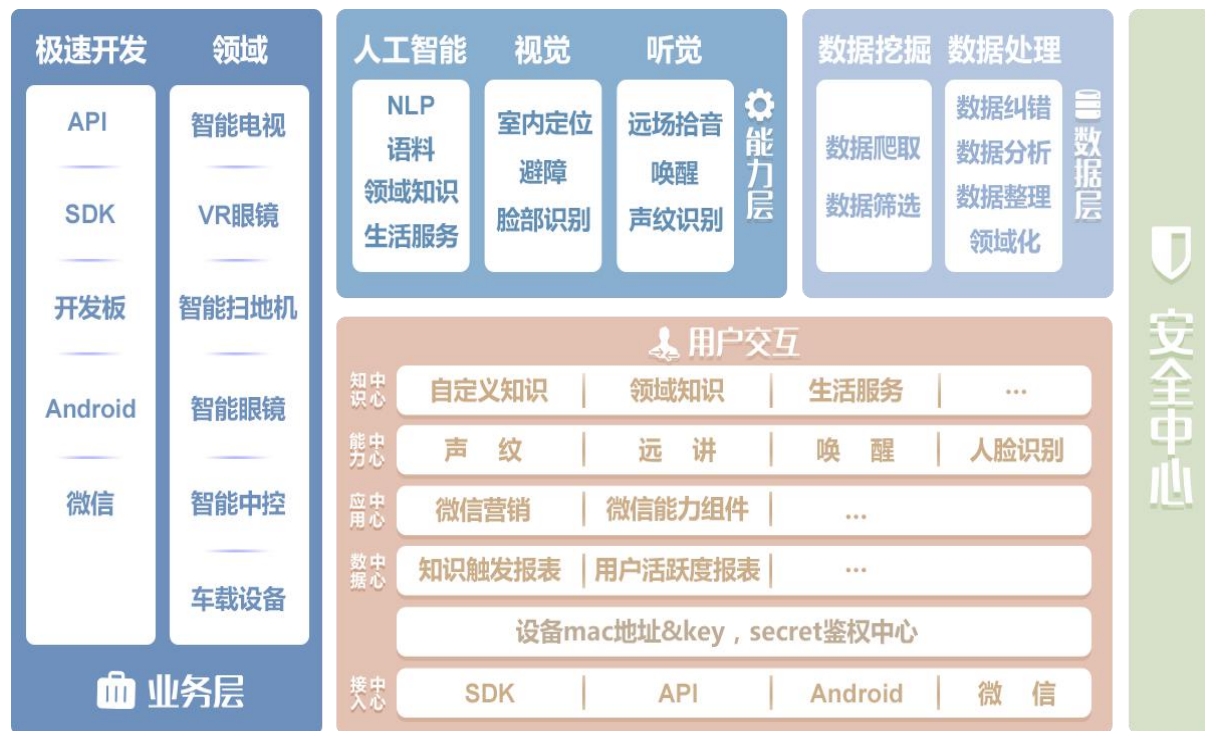 极速开发
API
SDK
开发板
Android
微信
领域
智能电视
VR眼镜
智能扫地机
智能眼镜
智能中控
车载设备
业务层
人工智能
NLP
语料
领域知识
生活服务
视觉
室内定位
避障
脸部识别
听觉
远场拾音
唤醒
声纹识别
能力层
数据挖掘
数据爬取
数据筛选
数据处理
数据纠错
数据分析
数据整理
领域化
数据层
用户交互
知识中心 自定义知识 领域知识 生活服务 ...
能力中心 声 纹 远 讲 唤 醒 人脸识别
应用中心 微信营销 微信能力组件 ...
数据中心 知识触发报表 用户活跃度报表 ...
设备mac地址&key，secret鉴权中心
接入中心 SDK API Android 微 信
安全中心